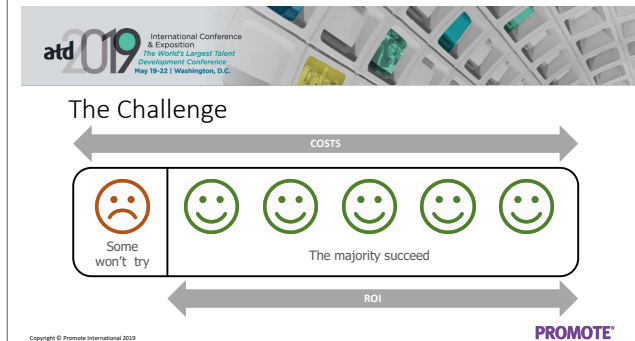 atd 2019
International Conference
& Exposition
The World's Largest Talent
Development Conference
May 19-22 | Washington, D.C.
The Challenge
COSTS
Some
won't try
The majority succeed
ROI
Copyright © Promote International 2019
PROMOTE®